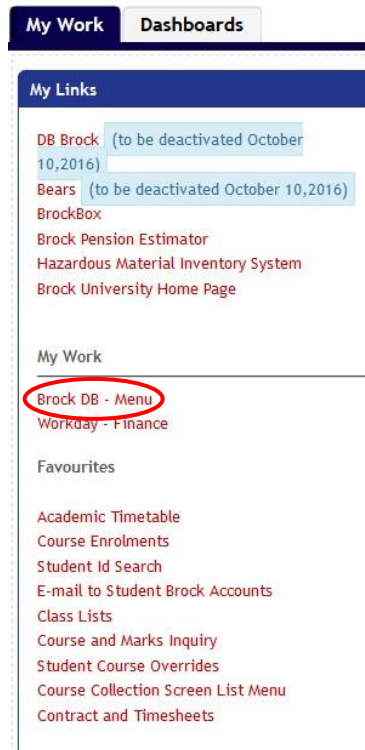 My Work Dashboards
My Links
DB Brock (to be deactivated October
10,2016)
Bears (to be deactivated October 10,2016)
BrockBox
Brock Pension Estimator
Hazardous Material Inventory System
Brock University Home Page
My Work
Brock DB - Menu
Workday - Finance
Favourites
Academic Timetable
Course Enrolments
Student Id Search
E-mail to Student Brock Accounts
Class Lists
Course and Marks Inquiry
Student Course Overrides
Course Collection Screen List Menu
Contract and Timesheets